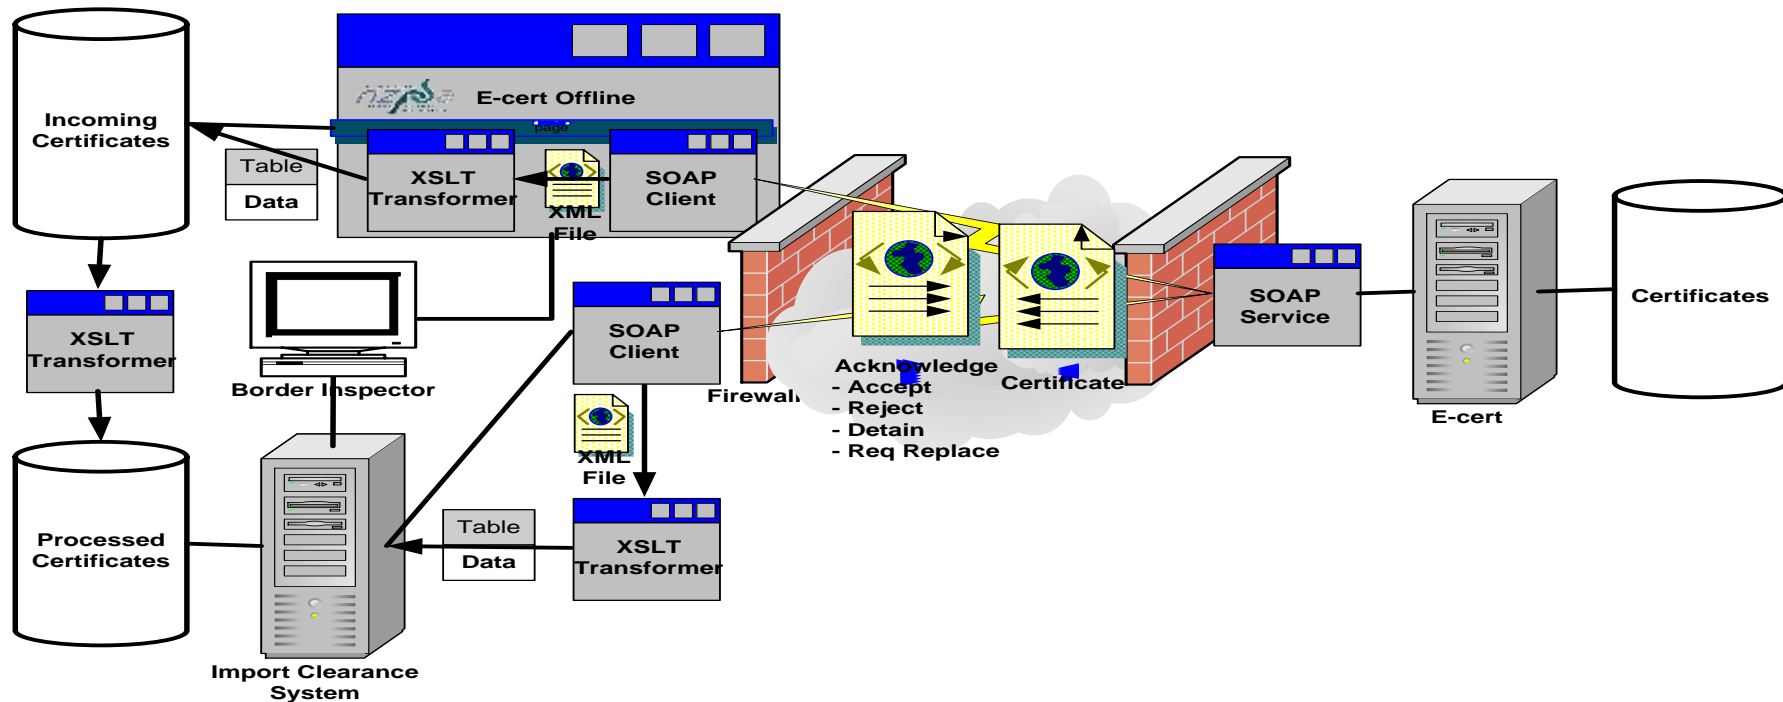 E-cert Offline
page
Incoming
Certificates
Table
Data
XSLT
Transformer
XML
File
SOAP
Client
XSLT
Transformer
Border Inspector
SOAP
Client
Firewall
Acknowledge
- Accept
- Reject
- Detain
- Req Replace
Certificate
SOAP
Service
E-cert
Certificates
XML
File
Processed
Certificates
Table
Data
XSLT
Transformer
Import Clearance
System